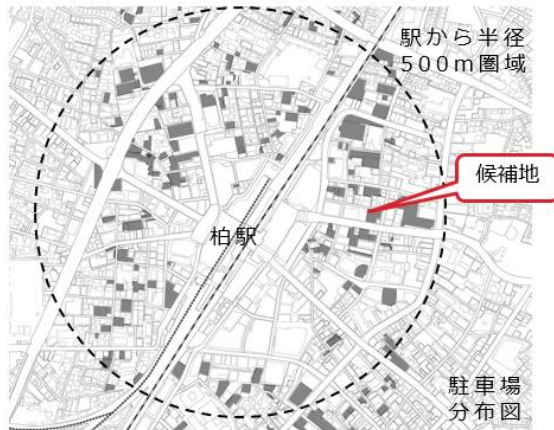 駅から半径
500m圏域
候補地
柏駅
駐車場
分布図